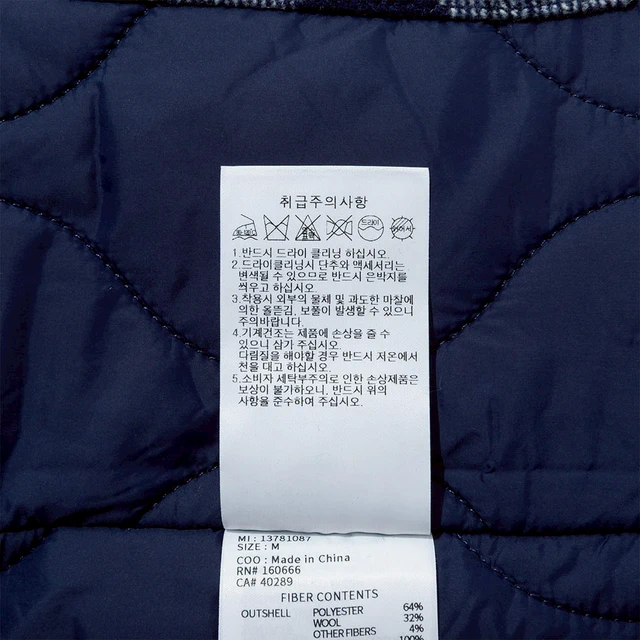 취급주의사항
드라이
1.반드시 드라이 클리닝 하십시오.
2.드라이클리닝시 단추와 액세서리는
변색될 수 있으므로 반드시 은박지를
씌우고 하십시오.
3.착용시 외부의 물체 및 과도한 마찰에
의한 올뜯김, 보풀이 발생할 수 있으니
주의바랍니다.
4.기계건조는 제품에 손상을 줄 수
있으니 삼가 주십시오.
다림질을 해야할 경우 반드시 저온에서
천을 대고 하십시오.
5.소비자 세탁부주의로 인한 손상제품은
보상이 불가하오니, 반드시 위의
사항을 준수하여 주십시오.
MI : 13781087
SIZE : M
COO : Made in China
RN# 160666
CA# 40289
FIBER CONTENTS
OUTSHELL POLYESTER 64%
WOOL 32%
OTHER FIBERS 4%
100%